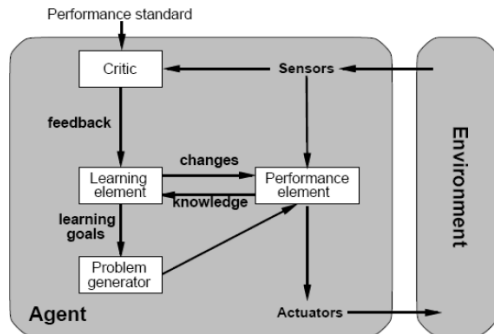 Performance standard
Critic
Sensors
feedback
changes
Learning
element
Performance
element
knowledge
learning
goals
Problem
generator
Agent
Actuators
Environment